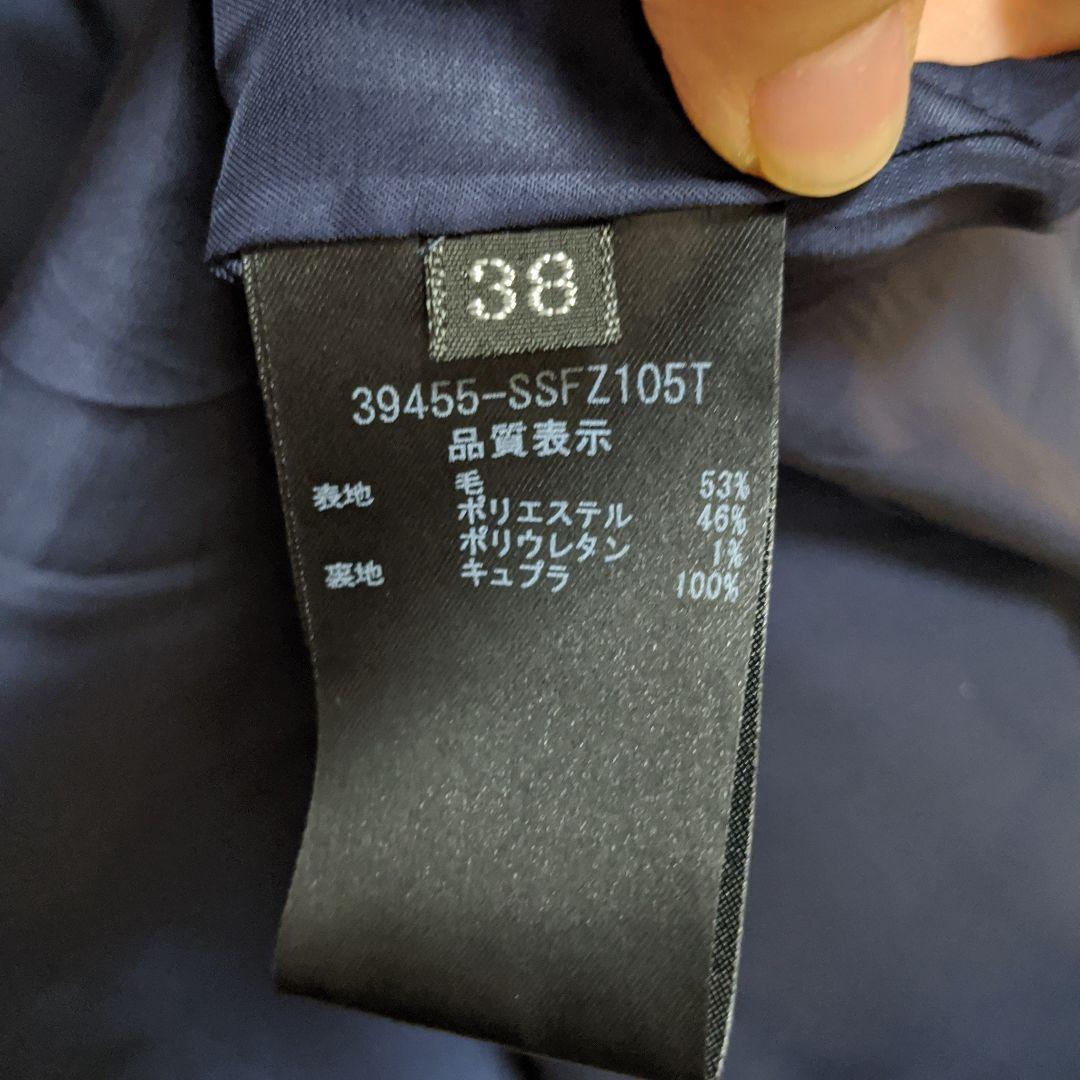 38
39455-SSFZ105T
品質表示
表地 毛 53%
ポリエステル 46%
ポリウレタン 1%
裏地 キュプラ 100%